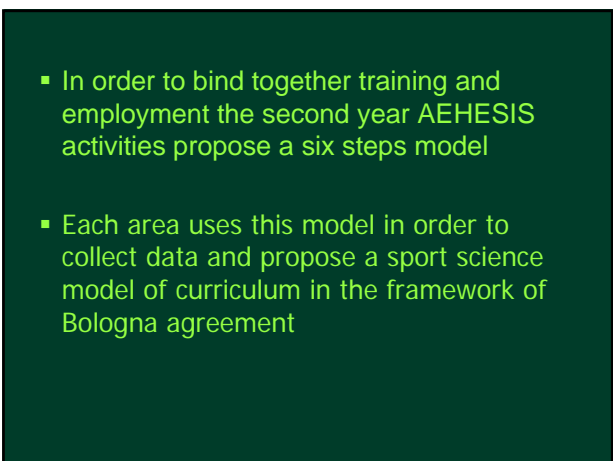 ▪ In order to bind together training and
employment the second year AEHESIS
activities propose a six steps model
▪ Each area uses this model in order to
collect data and propose a sport science
model of curriculum in the framework of
Bologna agreement